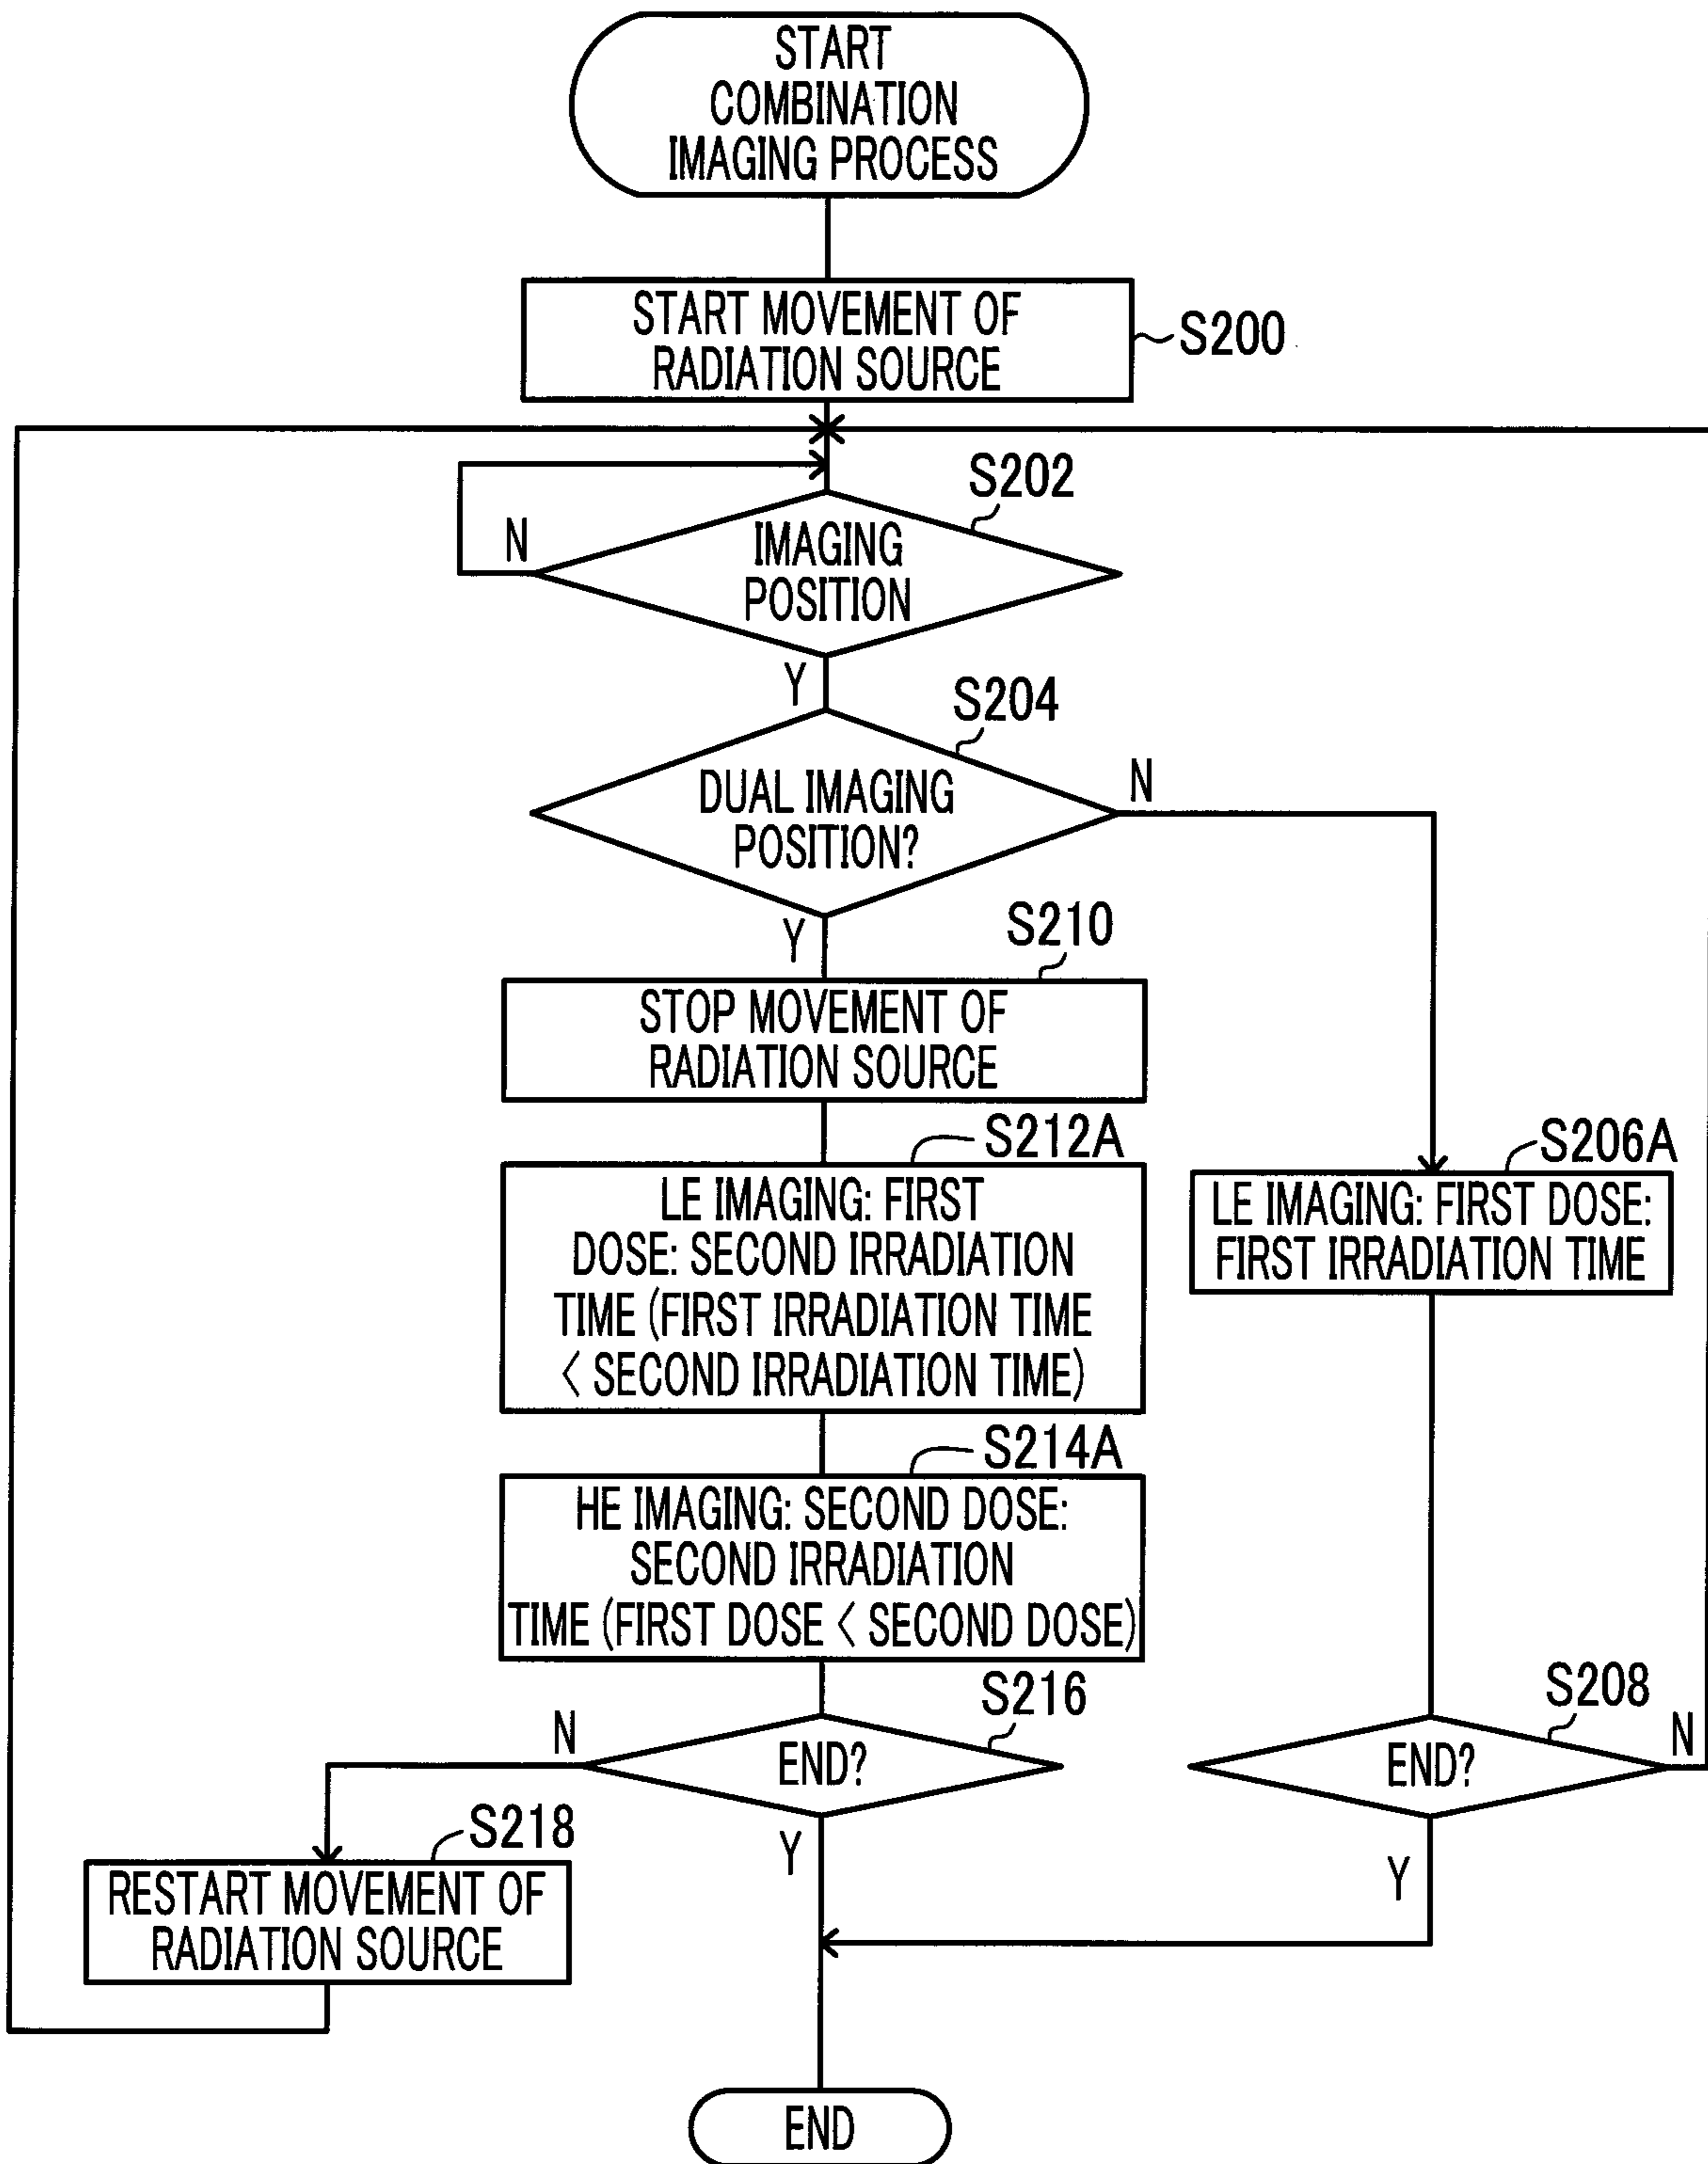 START
COMBINATION
IMAGING PROCESS
START MOVEMENT OF
RADIATION SOURCE
S200
S202
N
IMAGING
POSITION
Y
S204
DUAL IMAGING
POSITION?
N
Y
S210
STOP MOVEMENT OF
RADIATION SOURCE
S212A
LE IMAGING: FIRST
DOSE: SECOND IRRADIATION
TIME (FIRST IRRADIATION TIME
< SECOND IRRADIATION TIME)
S206A
LE IMAGING: FIRST DOSE:
FIRST IRRADIATION TIME
S214A
HE IMAGING: SECOND DOSE:
SECOND IRRADIATION
TIME (FIRST DOSE < SECOND DOSE)
S216
N
END?
Y
S208
END?
N
Y
S218
RESTART MOVEMENT OF
RADIATION SOURCE
END